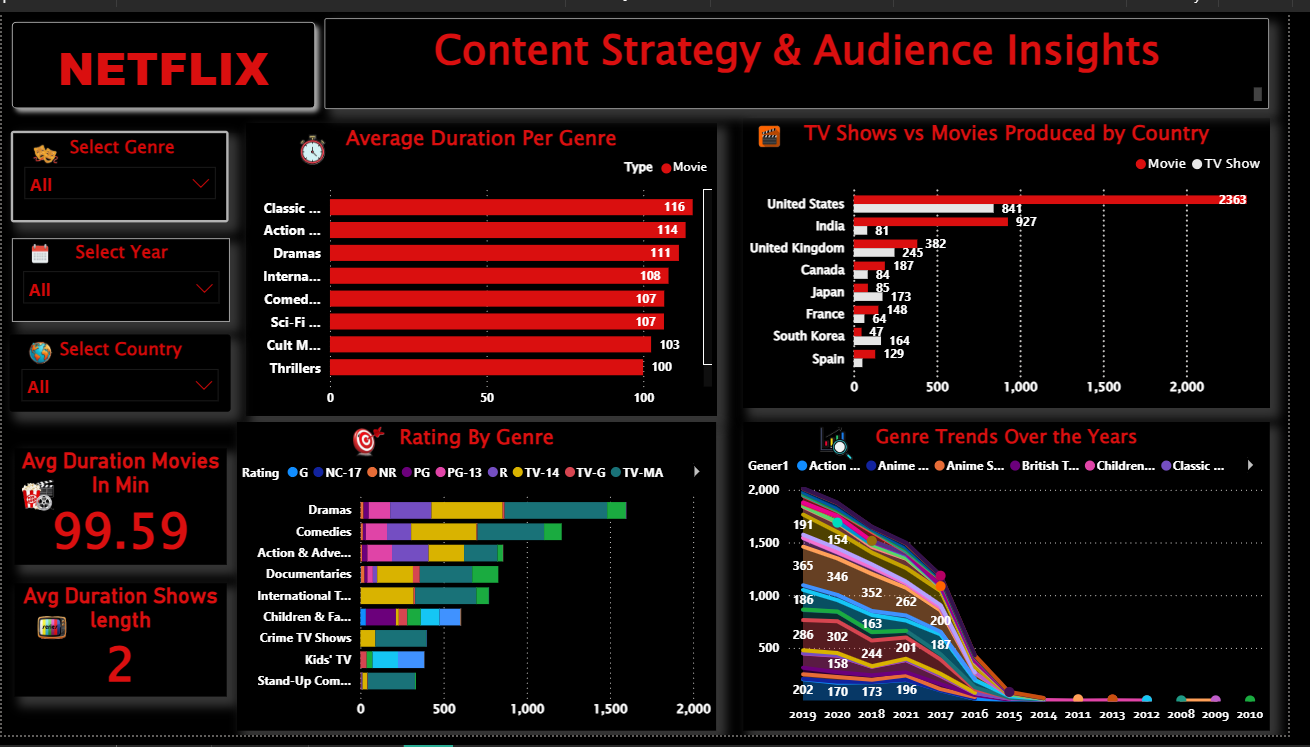 NETFLIX
Content Strategy & Audience Insights
Select Genre
All
Select Year
All
Select Country
All
Avg Duration Movies
In Min
99.59
Avg Duration Shows
length
2
Average Duration Per Genre
Type Movie
Classic ... 116
Action ... 114
Dramas 111
Interna... 108
Comed... 107
Sci-Fi ... 107
Cult M... 103
Thrillers 100
0 50 100
TV Shows vs Movies Produced by Country
Movie TV Show
United States 2363
841
India 927
81
United Kingdom 382
245
Canada 187
84
Japan 85
173
France 148
64
South Korea 47
164
Spain 129
0 500 1,000 1,500 2,000
Rating By Genre
Rating G NC-17 NR PG PG-13 R TV-14 TV-G TV-MA
Dramas
Comedies
Action & Adve...
Documentaries
International T...
Children & Fa...
Crime TV Shows
Kids' TV
Stand-Up Com...
0 500 1,000 1,500 2,000
Genre Trends Over the Years
Gener1 Action ... Anime ... Anime S... British T... Children... Classic ...
2,000
1,500
1,000
500
191 154
365 346 352 262 200
186 163 187
286 302 244 201
158
202 170 173 196
2019 2020 2018 2021 2017 2016 2015 2014 2011 2013 2012 2008 2009 2010